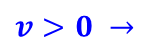 𝒗 > 𝟎 →